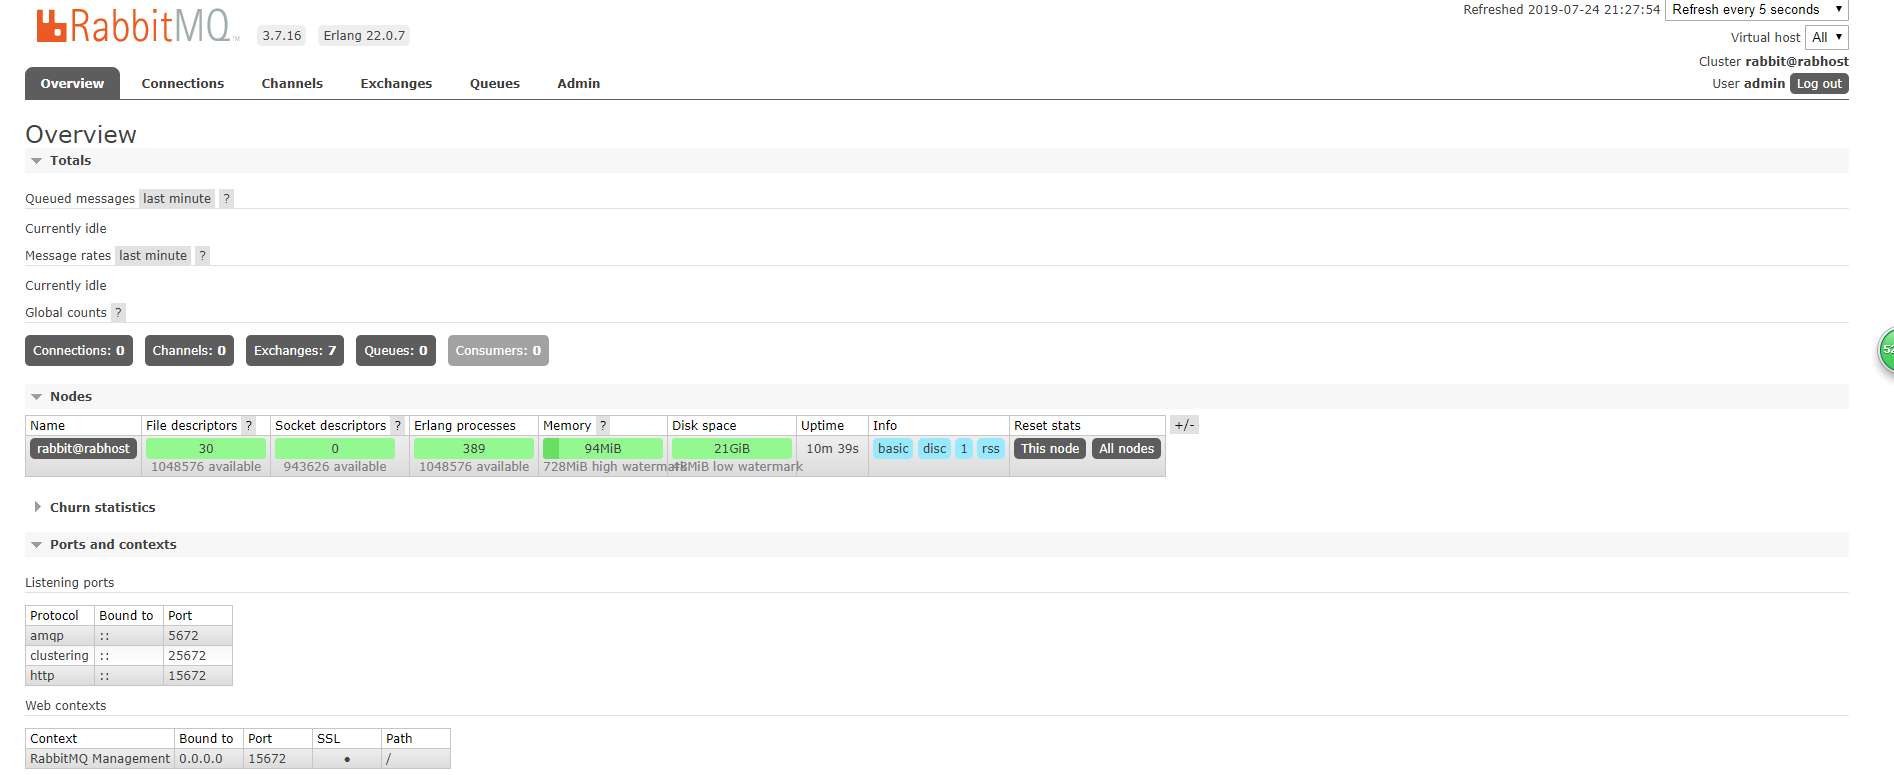 RabbitMQ TM 3.7.16 Erlang 22.0.7
Refreshed 2019-07-24 21:27:54 Refresh every 5 seconds
Virtual host All
Cluster rabbit@rabhost
User admin Log out
Overview Connections Channels Exchanges Queues Admin
Overview
Totals
Queued messages last minute ?
Currently idle
Message rates last minute ?
Currently idle
Global counts ?
Connections: 0 Channels: 0 Exchanges: 7 Queues: 0 Consumers: 0
Nodes
Name File descriptors ? Socket descriptors ? Erlang processes Memory ? Disk space Uptime Info Reset stats +/-
rabbit@rabhost 30 0 389 94MiB 21GiB 10m 39s basic disc 1 rss This node All nodes
1048576 available 943626 available 1048576 available 728MiB high watermark 48MiB low watermark
Churn statistics
Ports and contexts
Listening ports
Protocol Bound to Port
amqp :: 5672
clustering :: 25672
http :: 15672
Web contexts
Context Bound to Port SSL Path
RabbitMQ Management 0.0.0.0 15672 ● /